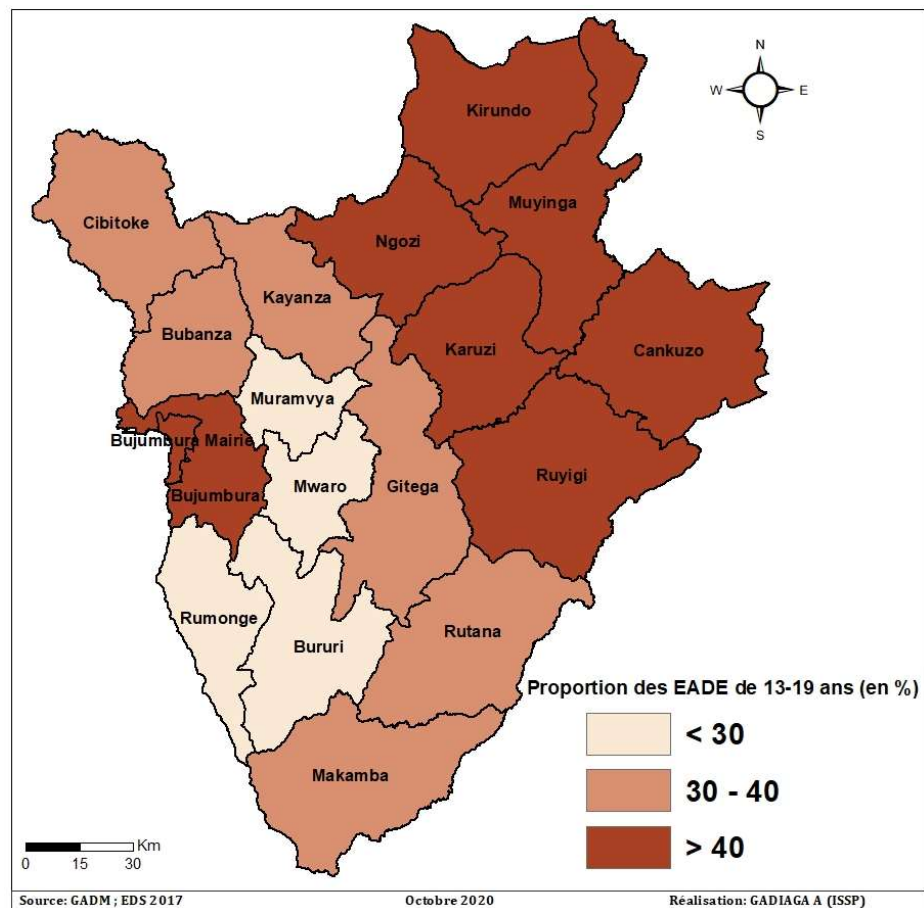 N
W E
S
Kirundo
Muyinga
Cibitoke
Ngozi
Kayanza
Bubanza
Karuzi
Cankuzo
Muramvya
Bujumbura Mairie
Mwaro
Gitega
Ruyigi
Bujumbura
Rumonge
Rutana
Bururi
Makamba
Proportion des EADE de 13-19 ans (en %)
< 30
30 - 40
> 40
Km
0 15 30
Source: GADM ; EDS 2017 Octobre 2020 Réalisation: GADIAGA A (ISSP)